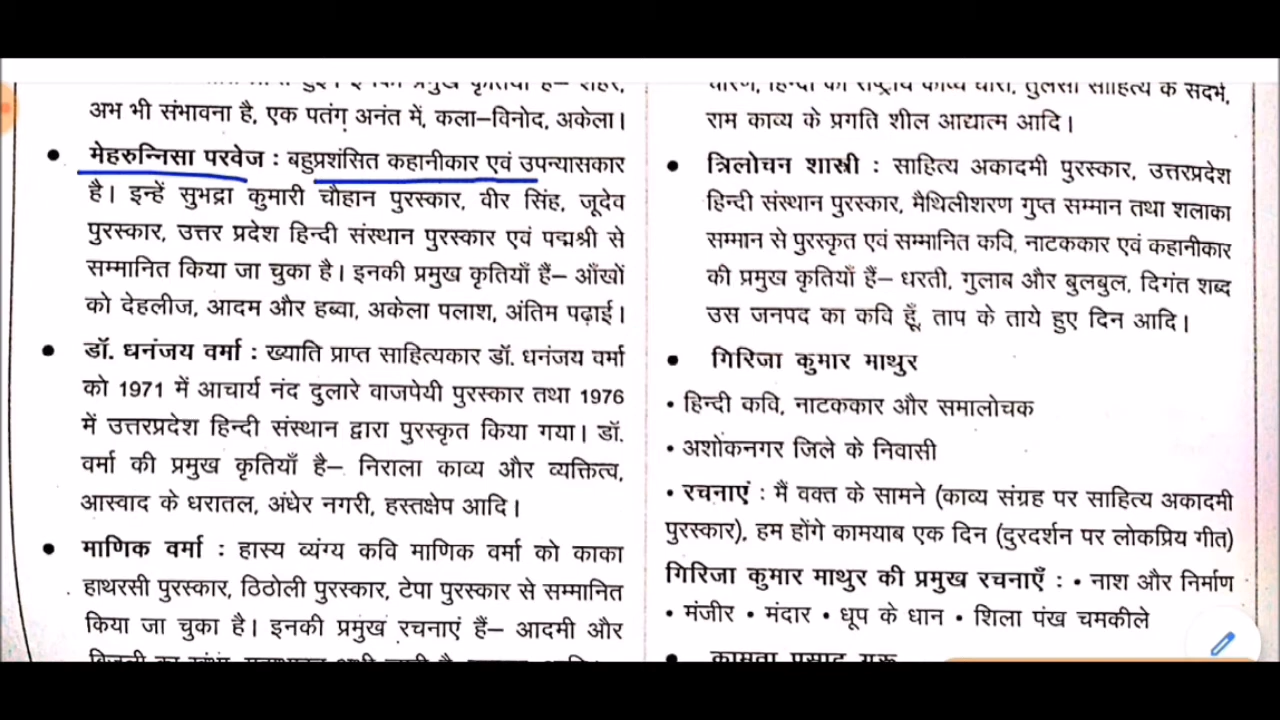 अभ भी संभावना है, एक पतंग अनंत में, कला–विनोद, अकेला।
• मेहरुन्निसा परवेज : बहुप्रशंसित कहानीकार एवं उपन्यासकार
है। इन्हें सुभद्रा कुमारी चौहान पुरस्कार, वीर सिंह, जूदेव
पुरस्कार, उत्तर प्रदेश हिन्दी संस्थान पुरस्कार एवं पद्मश्री से
सम्मानित किया जा चुका है। इनकी प्रमुख कृतियाँ हैं– आँखों
को देहलीज, आदम और हब्वा, अकेला पलाश, अंतिम पढ़ाई।
• डॉ. धनंजय वर्मा : ख्याति प्राप्त साहित्यकार डॉ. धनंजय वर्मा
को 1971 में आचार्य नंद दुलारे वाजपेयी पुरस्कार तथा 1976
में उत्तरप्रदेश हिन्दी संस्थान द्वारा पुरस्कृत किया गया। डॉ.
वर्मा की प्रमुख कृतियाँ है– निराला काव्य और व्यक्तित्व,
आस्वाद के धरातल, अंधेर नगरी, हस्तक्षेप आदि।
• माणिक वर्मा : हास्य व्यंग्य कवि माणिक वर्मा को काका
हाथरसी पुरस्कार, ठिठोली पुरस्कार, टेपा पुरस्कार से सम्मानित
किया जा चुका है। इनकी प्रमुख रचनाएं हैं– आदमी और
धारण, हिन्दी की राष्ट्रीय काव्य धारा, तुलसी साहित्य के संदर्भ,
राम काव्य के प्रगति शील आद्यात्म आदि।
• त्रिलोचन शास्त्री : साहित्य अकादमी पुरस्कार, उत्तरप्रदेश
हिन्दी संस्थान पुरस्कार, मैथिलीशरण गुप्त सम्मान तथा शलाका
सम्मान से पुरस्कृत एवं सम्मानित कवि, नाटककार एवं कहानीकार
की प्रमुख कृतियाँ हैं– धरती, गुलाब और बुलबुल, दिगंत शब्द
उस जनपद का कवि हूँ, ताप के ताये हुए दिन आदि।
• गिरिजा कुमार माथुर
• हिन्दी कवि, नाटककार और समालोचक
• अशोकनगर जिले के निवासी
• रचनाएं : मैं वक्त के सामने (काव्य संग्रह पर साहित्य अकादमी
पुरस्कार), हम होंगे कामयाब एक दिन (दुरदर्शन पर लोकप्रिय गीत)
गिरिजा कुमार माथुर की प्रमुख रचनाएँ : • नाश और निर्माण
• मंजीर • मंदार • धूप के धान • शिला पंख चमकीले
• कामता प्रसाद गुरू